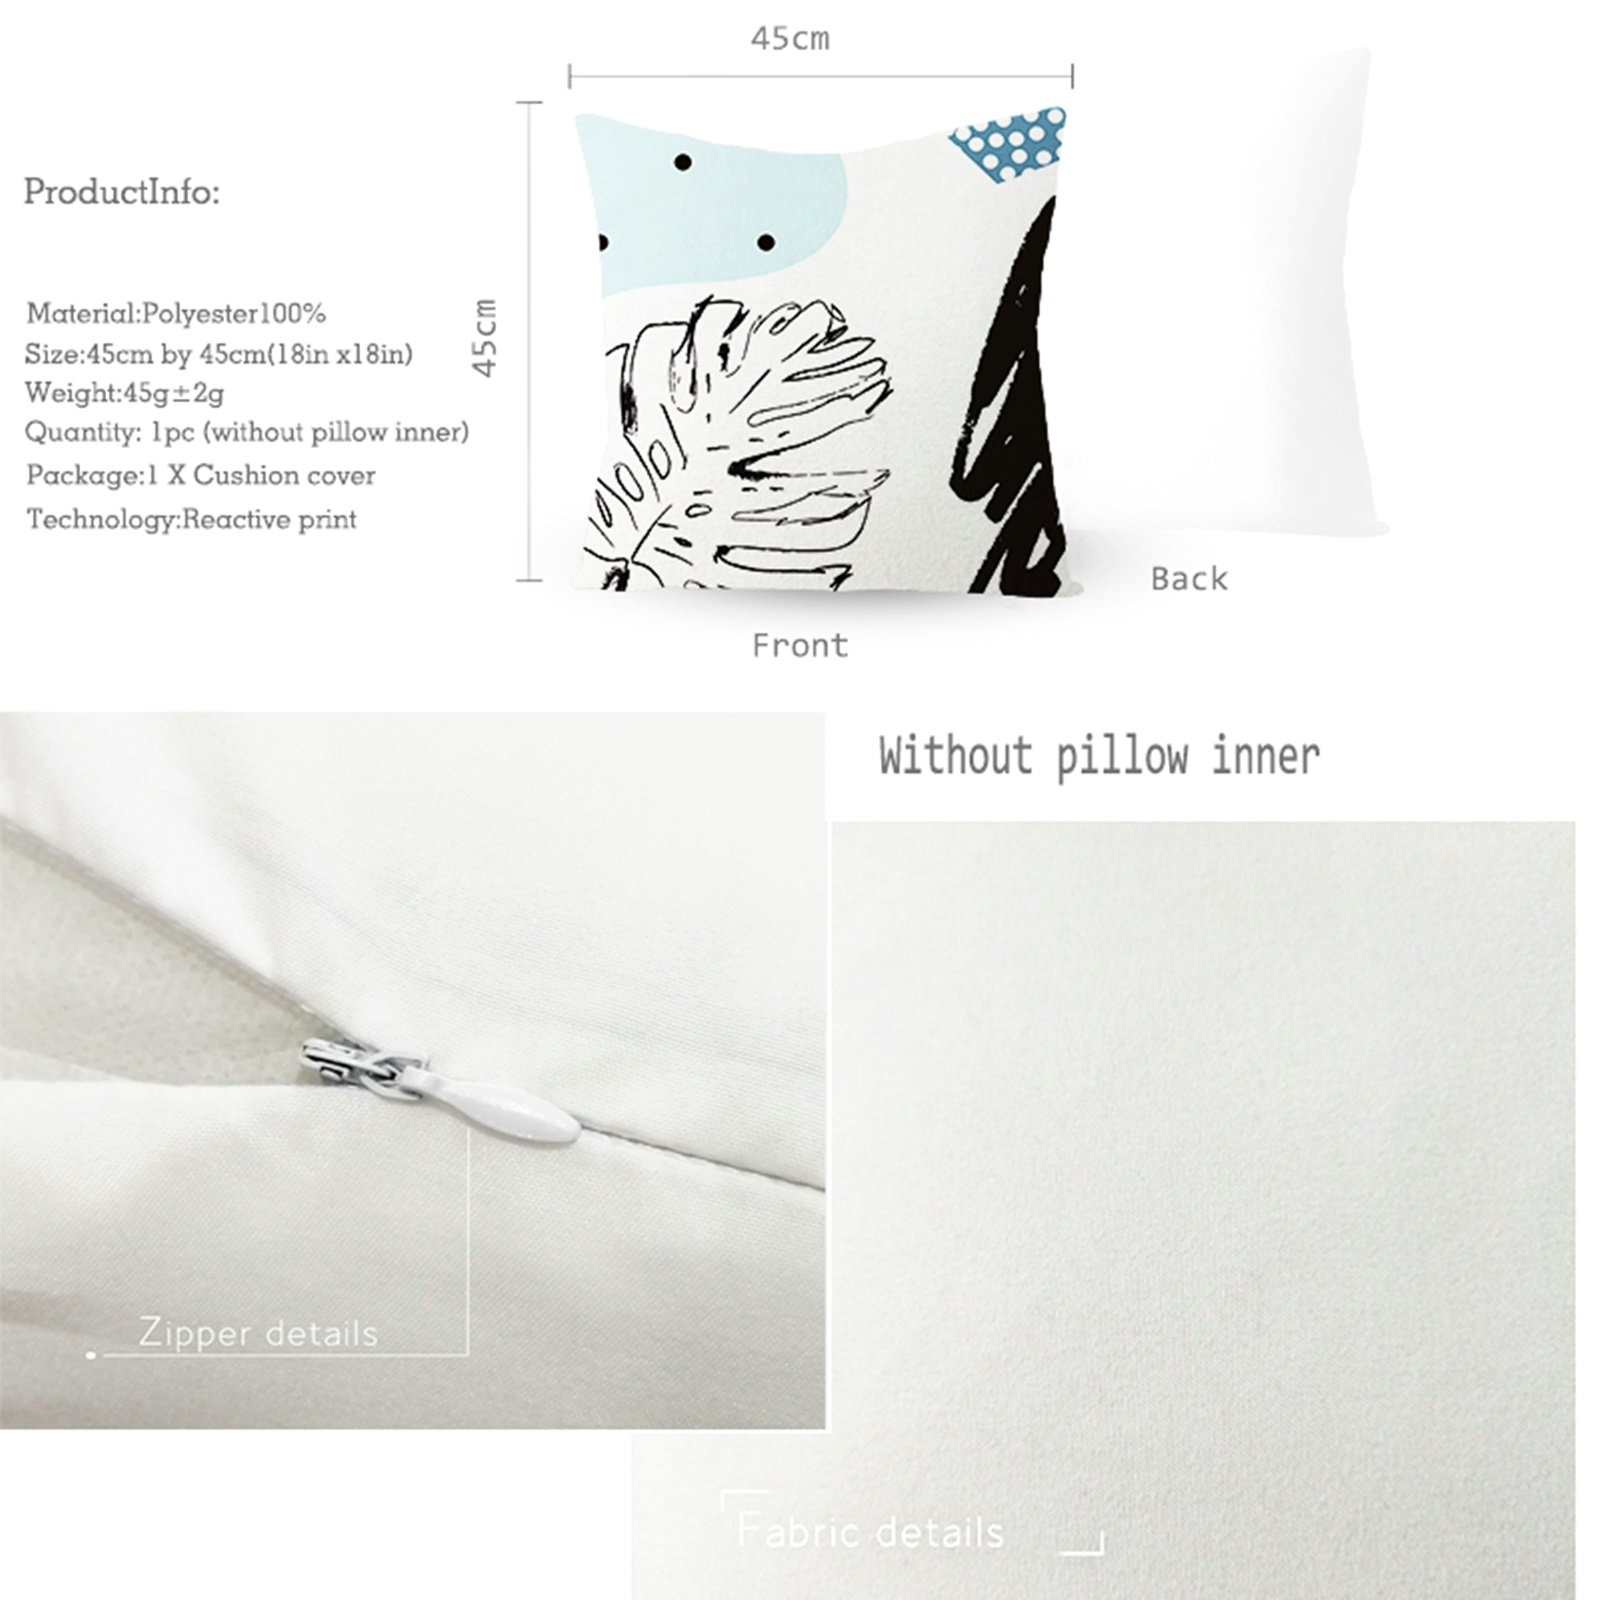 45cm
45cm
ProductInfo:
Material:Polyester100%
Size:45cm by 45cm(18in x18in)
Weight:45g±2g
Quantity: 1pc (without pillow inner)
Package:1 X Cushion cover
Technology:Reactive print
Back
Front
Without pillow inner
Zipper details
Fabric details